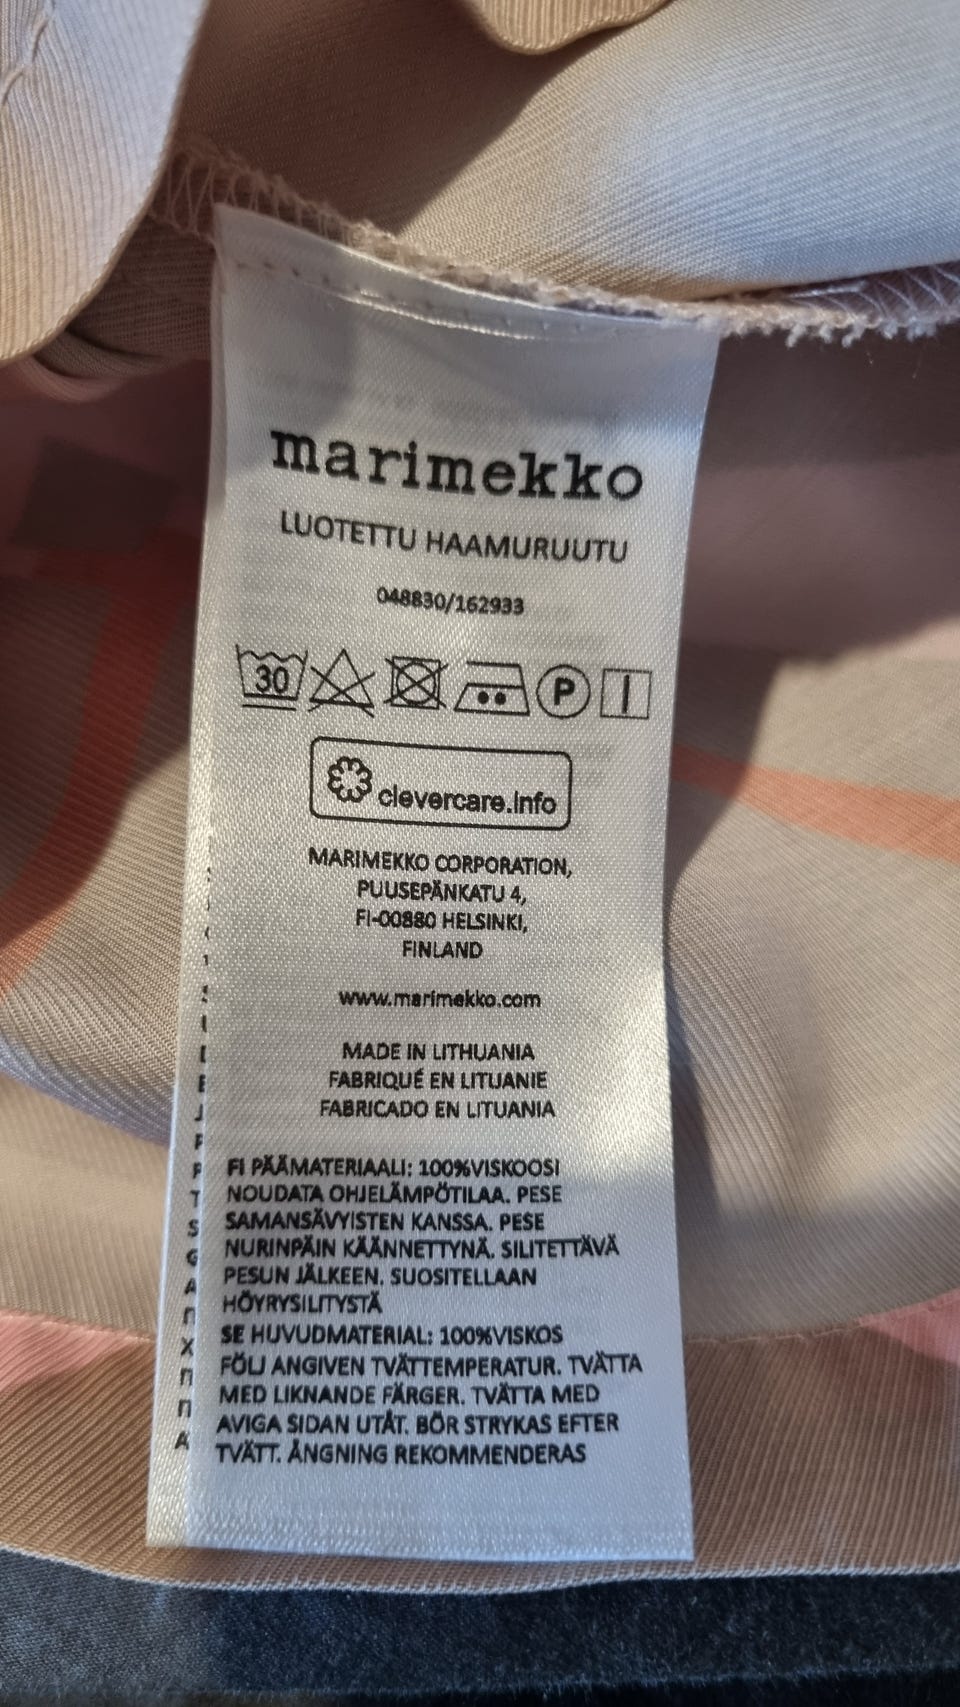 marimekko
LUOTETTU HAAMURUUTU
048830/162933
30
P
clevercare.info
MARIMEKKO CORPORATION,
PUUSEPÄNKATU 4,
FI-00880 HELSINKI,
FINLAND
www.marimekko.com
MADE IN LITHUANIA
FABRIQUÉ EN LITUANIE
FABRICADO EN LITUANIA
FI PÄÄMATERIAALI: 100%VISKOOSI
NOUDATA OHJELÄMPÖTILAA. PESE
SAMANSÄVYISTEN KANSSA. PESE
NURINPÄIN KÄÄNNETTYNÄ. SILITETTÄVÄ
PESUN JÄLKEEN. SUOSITELLAAN
HÖYRYSILITYSTÄ
SE HUVUDMATERIAL: 100%VISKOS
FÖLJ ANGIVEN TVÄTTEMPERATUR. TVÄTTA
MED LIKNANDE FÄRGER. TVÄTTA MED
AVIGA SIDAN UTÅT. BÖR STRYKAS EFTER
TVÄTT. ÅNGNING REKOMMENDERAS